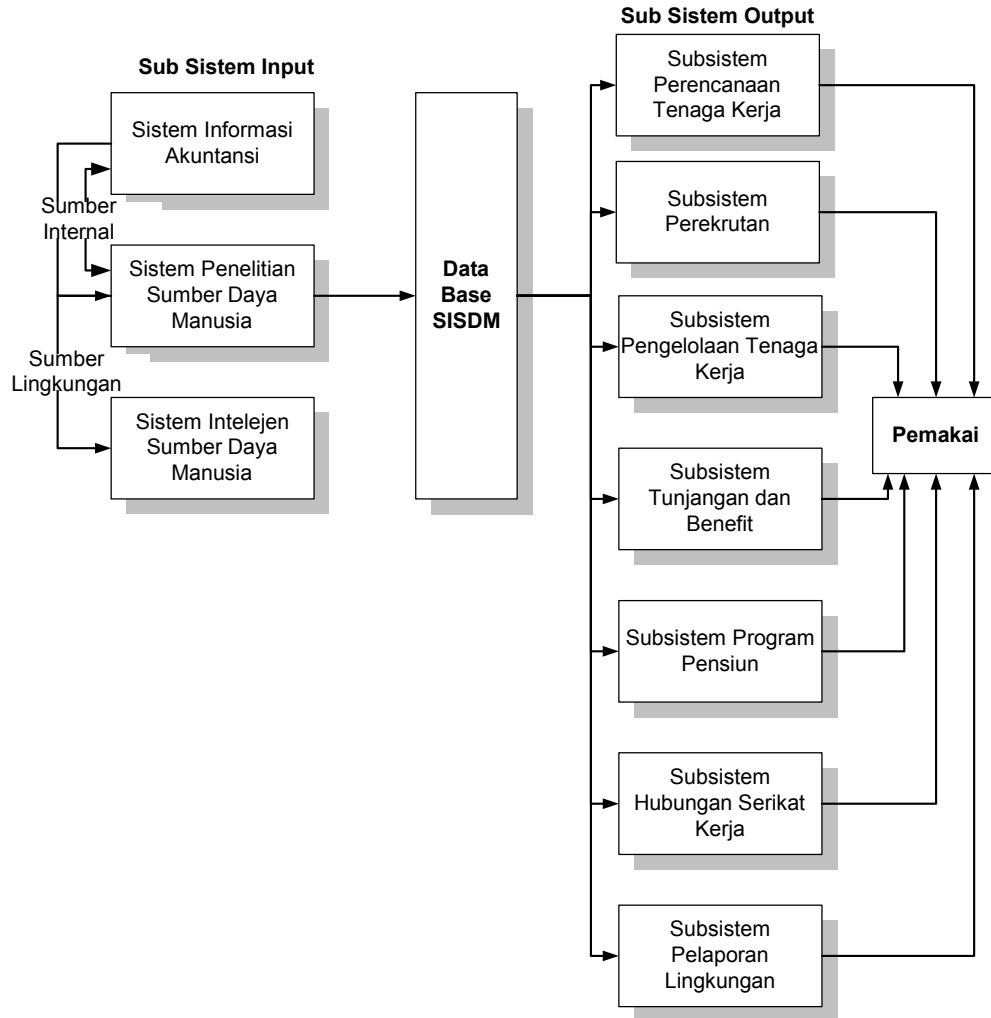 Sub Sistem Input
Sistem Informasi
Akuntansi
Sumber
Internal
Sistem Penelitian
Sumber Daya
Manusia
Sumber
Lingkungan
Sistem Intelejen
Sumber Daya
Manusia
Data
Base
SISDM
Sub Sistem Output
Subsistem
Perencanaan
Tenaga Kerja
Subsistem
Perekrutan
Subsistem
Pengelolaan Tenaga
Kerja
Subsistem
Tunjangan dan
Benefit
Subsistem Program
Pensiun
Subsistem
Hubungan Serikat
Kerja
Subsistem
Pelaporan
Lingkungan
Pemakai